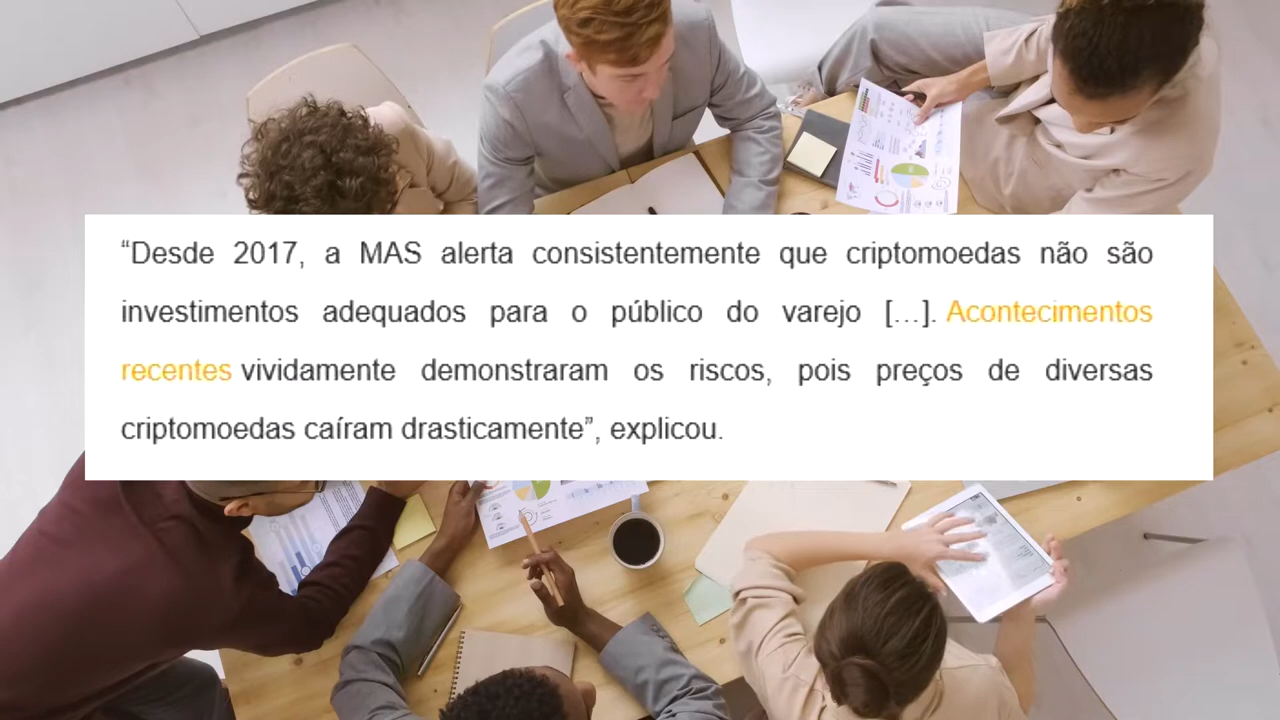 “Desde 2017, a MAS alerta consistentemente que criptomoedas não são
investimentos adequados para o público do varejo […]. Acontecimentos
recentes vividamente demonstraram os riscos, pois preços de diversas
criptomoedas caíram drasticamente”, explicou.